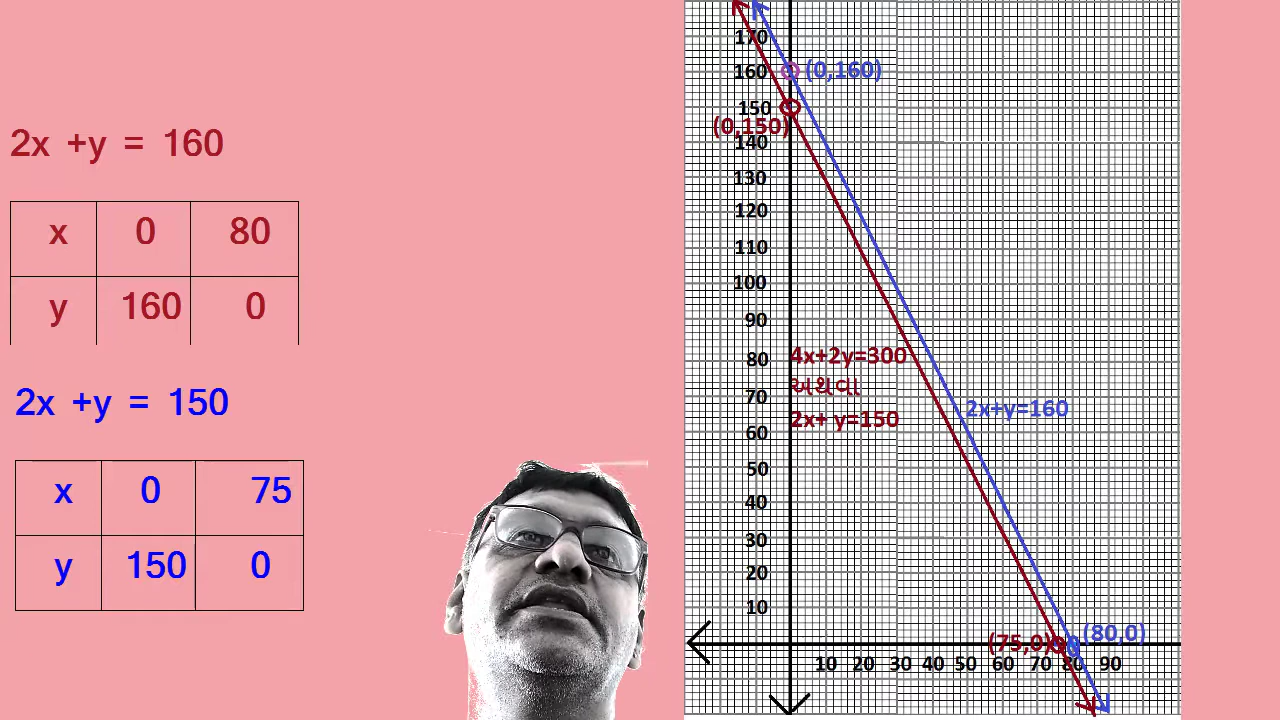 2x +y = 160
x 0 80
y 160 0
2x +y = 150
x 0 75
y 150 0
170
160
(0,160)
150
(0,150)
140
130
120
110
100
90
80
4x+2y=300
અથવા
70
2x+y=160
2x+ y=150
60
50
40
30
20
10
(75,0)
(80,0)
10 20 30 40 50 60 70 80 90